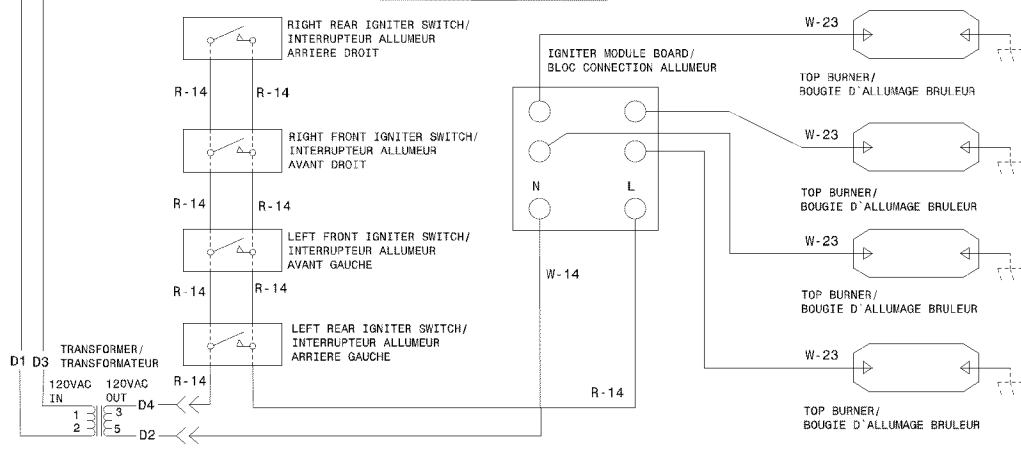 RIGHT REAR IGNITER SWITCH/
INTERRUPTEUR ALLUMEUR
ARRIERE DROIT
R-14
R-14
RIGHT FRONT IGNITER SWITCH/
INTERRUPTEUR ALLUMEUR
AVANT DROIT
R-14
R-14
LEFT FRONT IGNITER SWITCH/
INTERRUPTEUR ALLUMEUR
AVANT GAUCHE
R-14
R-14
LEFT REAR IGNITER SWITCH/
INTERRUPTEUR ALLUMEUR
ARRIERE GAUCHE
R-14
D1 D3
TRANSFORMER/
TRANSFORMATEUR
120VAC
IN
120VAC
OUT
1
2
3
5
D4
D2
IGNITER MODULE BOARD/
BLOC CONNECTION ALLUMEUR
N
L
W-14
R-14
W-23
TOP BURNER/
BOUGIE D`ALLUMAGE BRULEUR
W-23
TOP BURNER/
BOUGIE D`ALLUMAGE BRULEUR
W-23
TOP BURNER/
BOUGIE D`ALLUMAGE BRULEUR
W-23
TOP BURNER/
BOUGIE D`ALLUMAGE BRULEUR